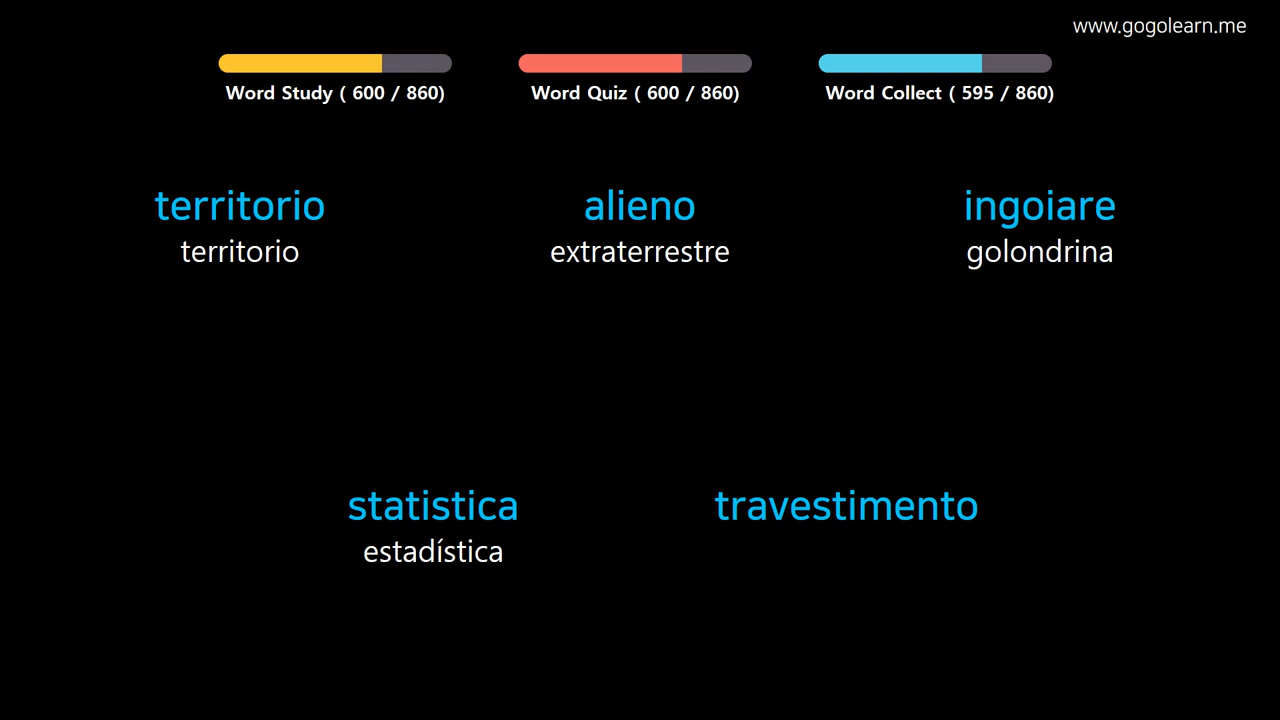 www.gogolearn.me
Word Study ( 600 / 860)
Word Quiz ( 600 / 860)
Word Collect ( 595 / 860)
territorio
territorio
alieno
extraterrestre
ingoiare
golondrina
statistica
estadística
travestimento